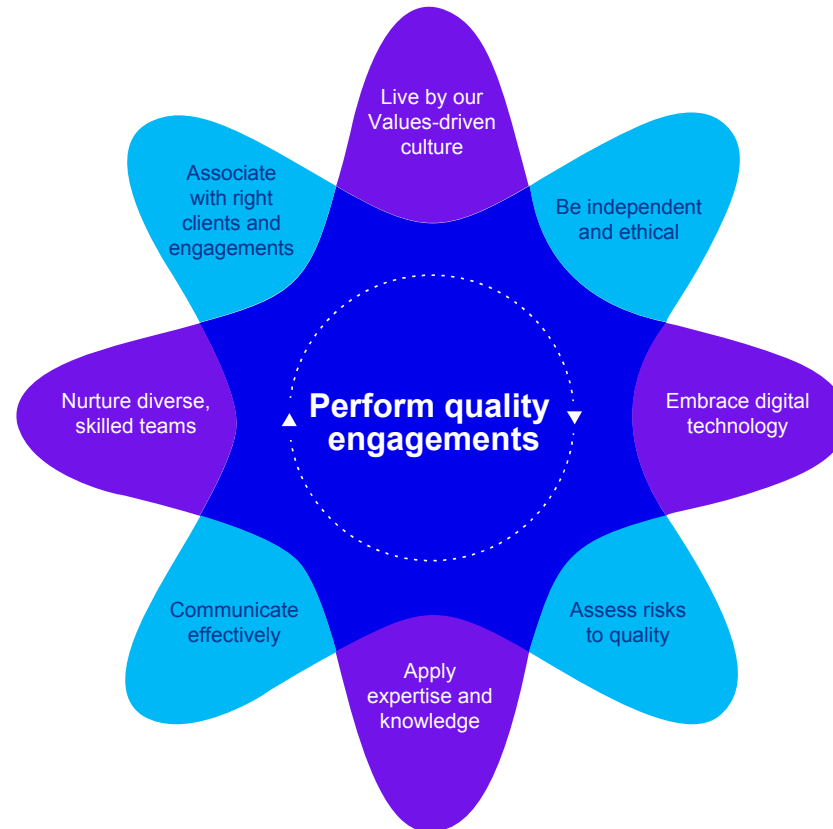 Live by our
Values-driven
culture
Associate
with right
clients and
engagements
Be independent
and ethical
Nurture diverse,
skilled teams
Perform quality
engagements
Embrace digital
technology
Communicate
effectively
Assess risks
to quality
Apply
expertise and
knowledge